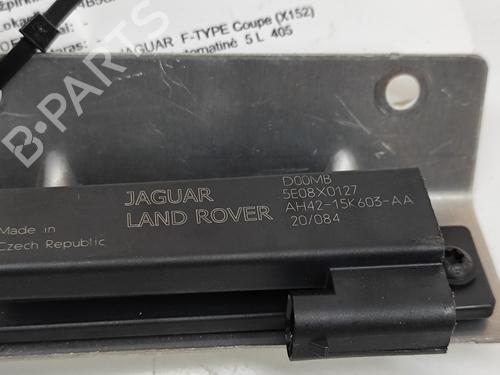 JAGUAR F-TYPE Coupe (X152)
5 L 405
D00MB
JAGUAR 5E08X0127
LAND ROVER AH42-15K603-AA
20/084
Made in
Czech Republic
B-PARTS